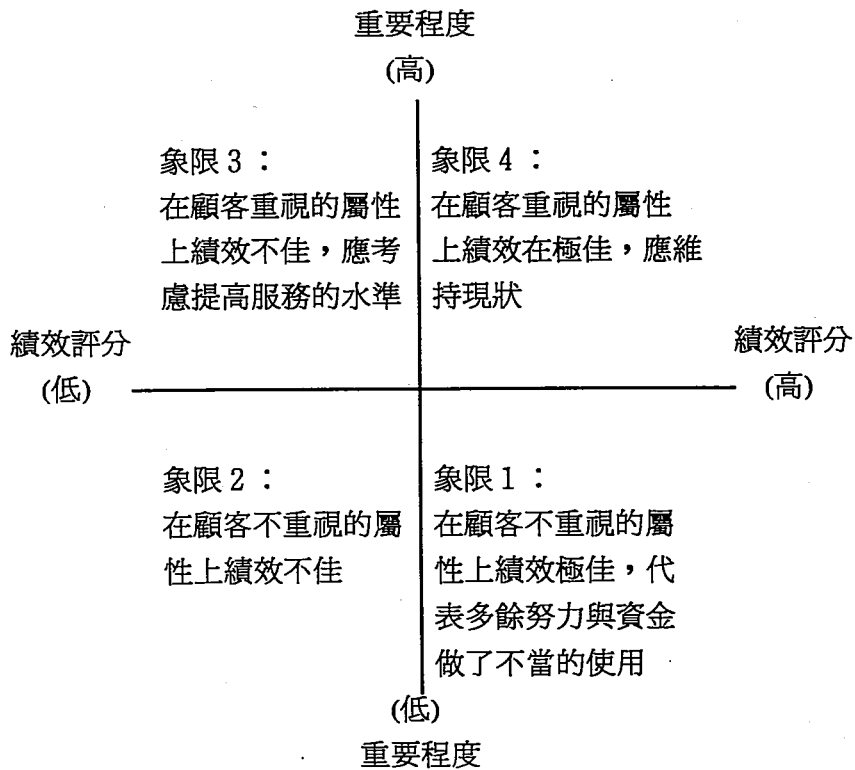 重要程度
(高)
象限 3 ：
在顧客重視的屬性
上績效不佳，應考
慮提高服務的水準
象限 4 ：
在顧客重視的屬性
上績效在極佳，應維
持現狀
績效評分
(低)
績效評分
(高)
象限 2 ：
在顧客不重視的屬
性上績效不佳
象限 1 ：
在顧客不重視的屬
性上績效極佳，代
表多餘努力與資金
做了不當的使用
(低)
重要程度